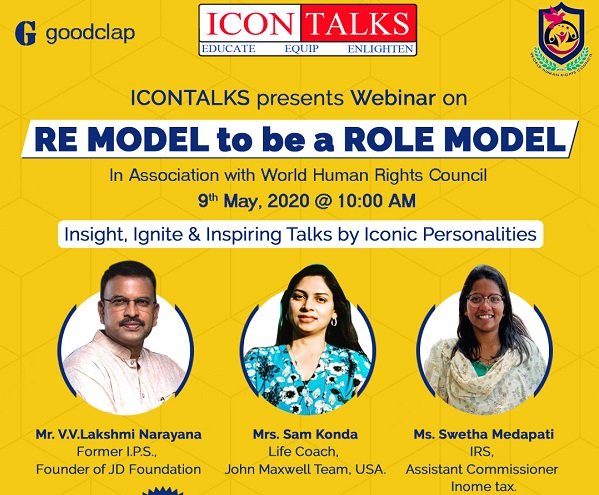 goodclap
ICON TALKS
EDUCATE EQUIP ENLIGHTEN
ICONTALKS presents Webinar on
RE MODEL to be a ROLE MODEL
In Association with World Human Rights Council
9th May, 2020 @ 10:00 AM
Insight, Ignite & Inspiring Talks by Iconic Personalities
Mr. V.V.Lakshmi Narayana
Former I.P.S.,
Founder of JD Foundation
Mrs. Sam Konda
Life Coach,
John Maxwell Team, USA.
Ms. Swetha Medapati
IRS,
Assistant Commissioner
Inome tax.